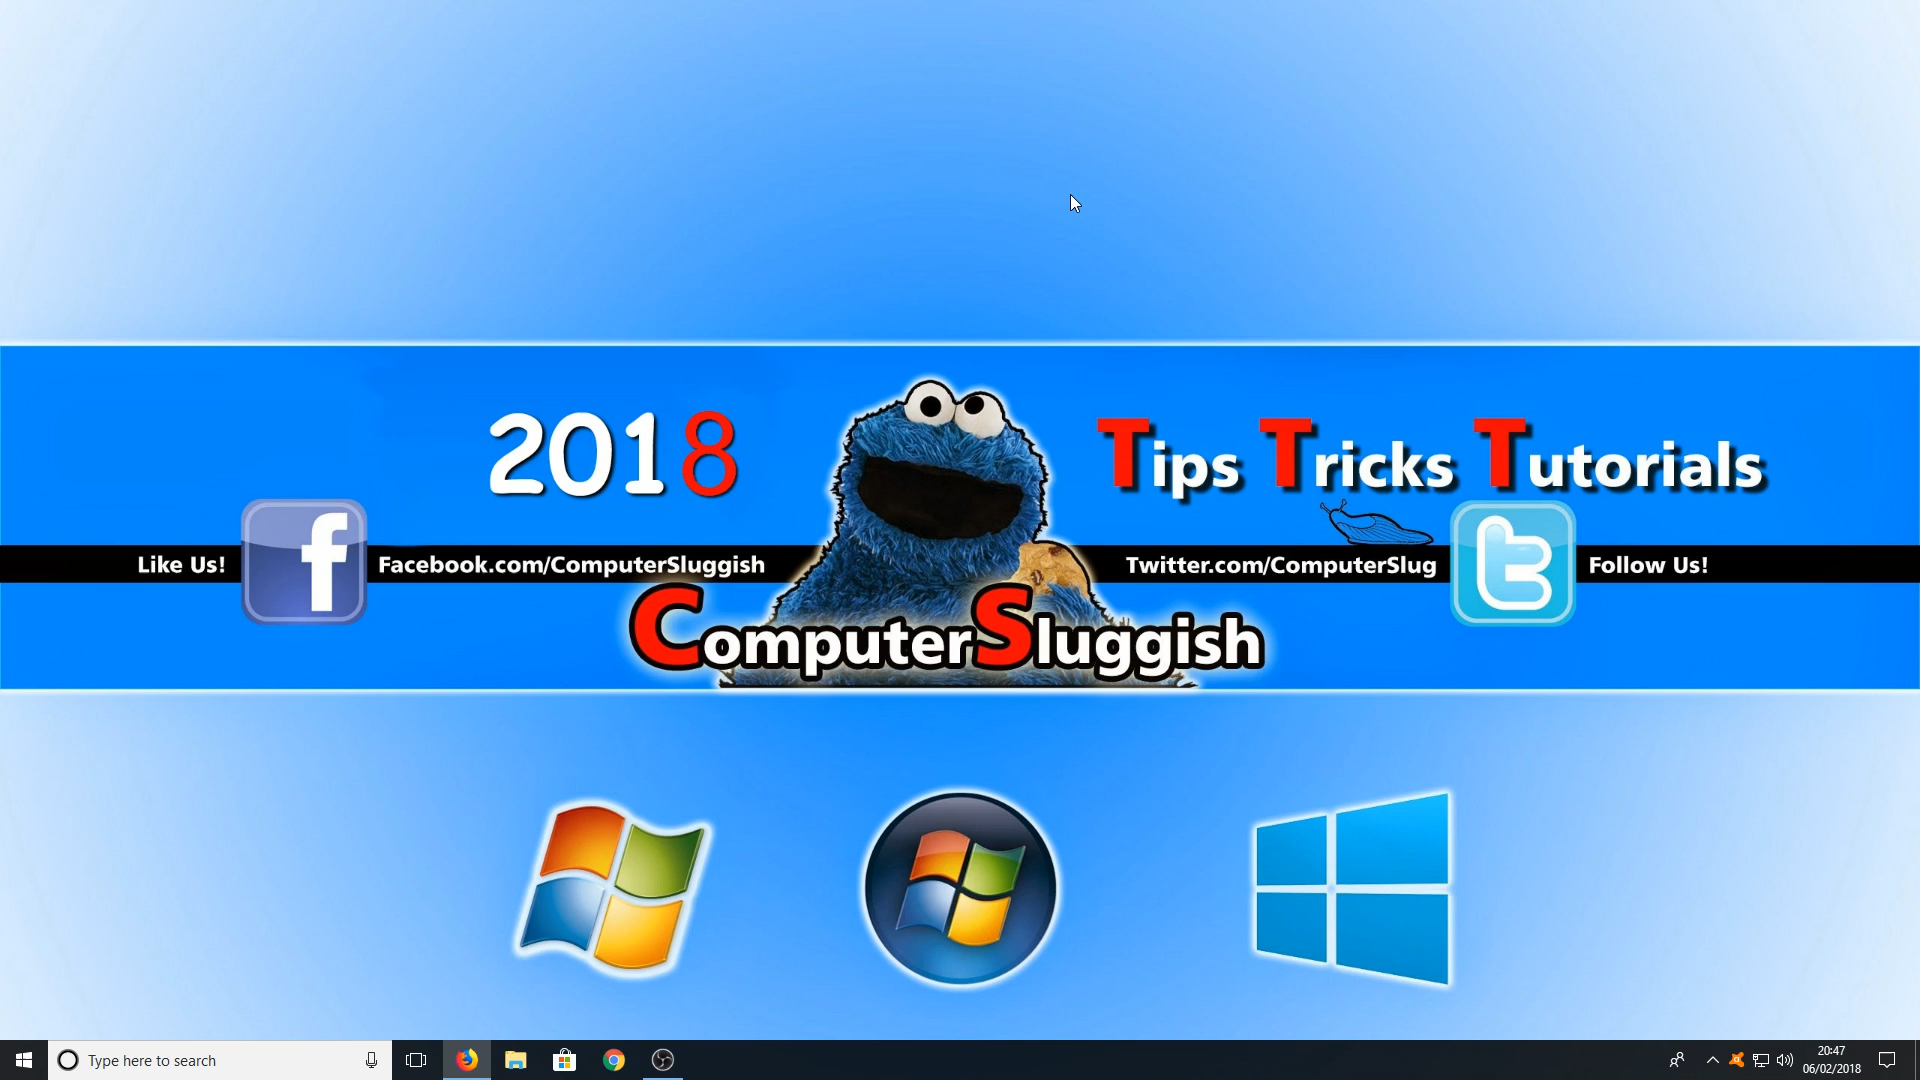 2018
Tips Tricks Tutorials
Like Us!
Facebook.com/ComputerSluggish
Twitter.com/ComputerSlug
Follow Us!
ComputerSluggish
Type here to search
20:47
06/02/2018